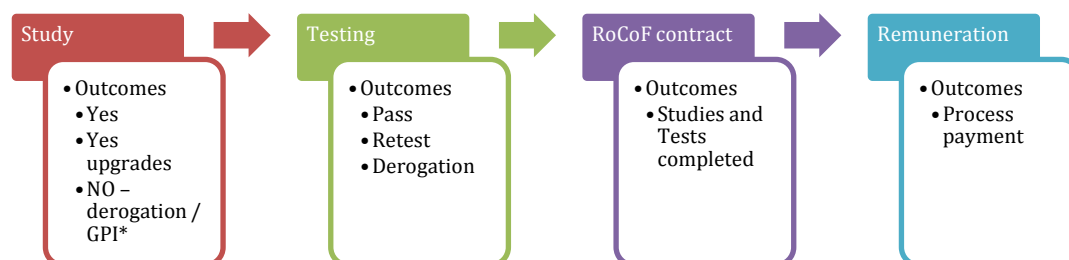 Study
• Outcomes
• Yes
• Yes
upgrades
• NO –
derogation /
GPI*
Testing
• Outcomes
• Pass
• Retest
• Derogation
RoCoF contract
• Outcomes
• Studies and
Tests
completed
Remuneration
• Outcomes
• Process
payment